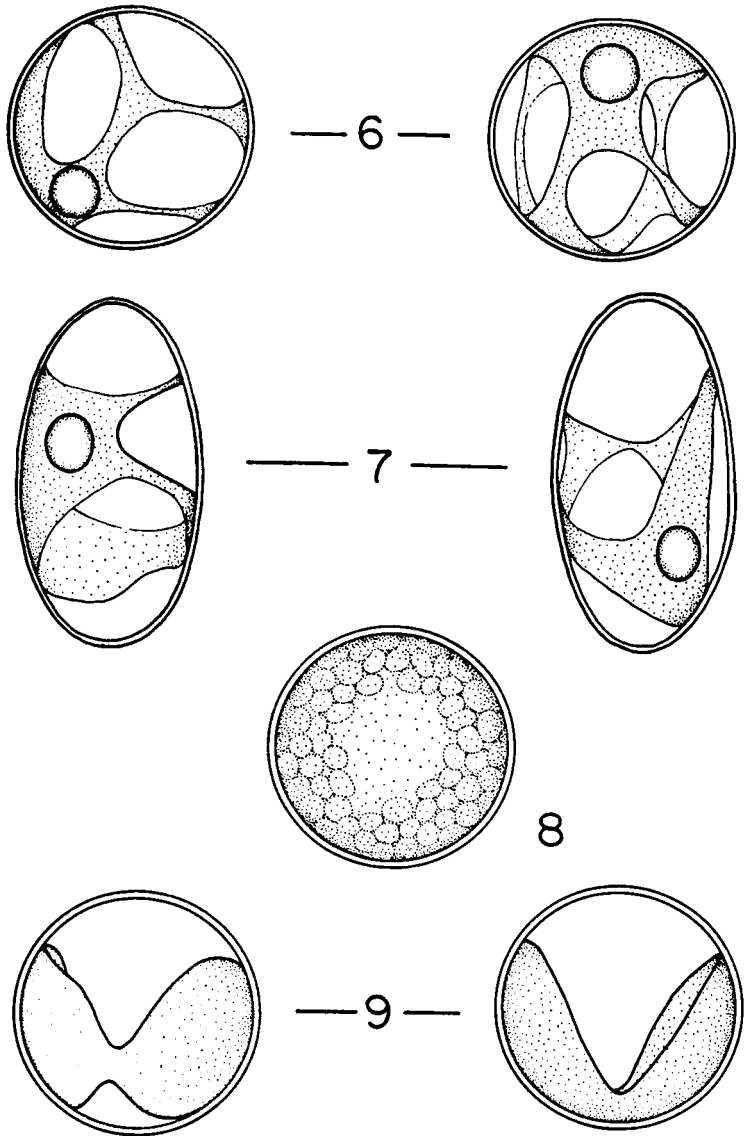 — 6 —
— 7 —
8
— 9 —